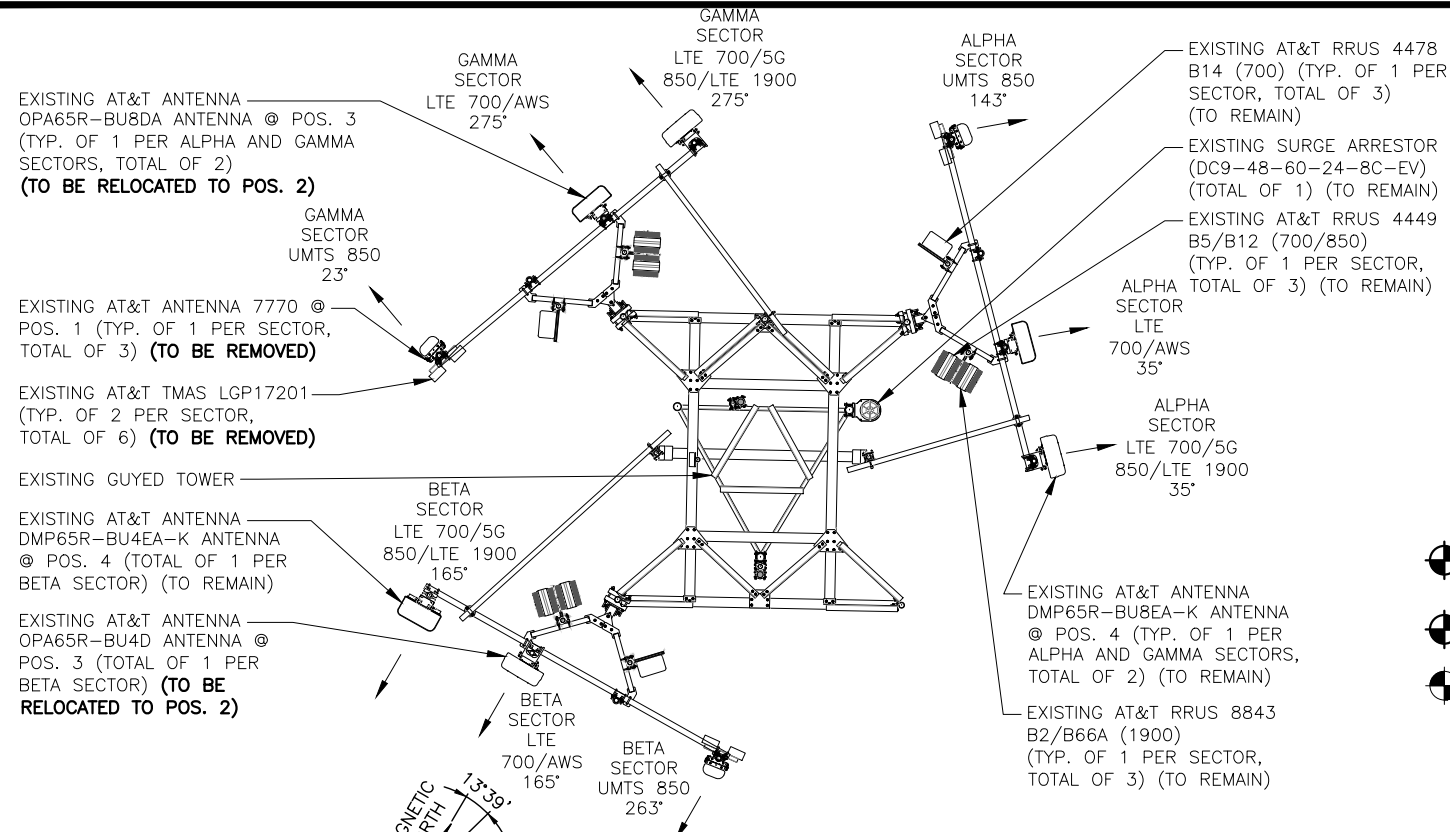 EXISTING AT&T ANTENNA
OPA65R-BU8DA ANTENNA @ POS. 3
(TYP. OF 1 PER ALPHA AND GAMMA
SECTORS, TOTAL OF 2)
(TO BE RELOCATED TO POS. 2)
GAMMA
SECTOR
UMTS 850
23°
EXISTING AT&T ANTENNA 7770 @
POS. 1 (TYP. OF 1 PER SECTOR,
TOTAL OF 3) (TO BE REMOVED)
EXISTING AT&T TMAS LGP17201
(TYP. OF 2 PER SECTOR,
TOTAL OF 6) (TO BE REMOVED)
EXISTING GUYED TOWER
EXISTING AT&T ANTENNA
DMP65R-BU4EA-K ANTENNA
@ POS. 4 (TOTAL OF 1 PER
BETA SECTOR) (TO REMAIN)
EXISTING AT&T ANTENNA
OPA65R-BU4D ANTENNA @
POS. 3 (TOTAL OF 1 PER
BETA SECTOR) (TO BE
RELOCATED TO POS. 2)
GAMMA
SECTOR
LTE 700/AWS
275°
GAMMA
SECTOR
LTE 700/5G
850/LTE 1900
275°
ALPHA
SECTOR
UMTS 850
143°
EXISTING AT&T RRUS 4478
B14 (700) (TYP. OF 1 PER
SECTOR, TOTAL OF 3)
(TO REMAIN)
EXISTING SURGE ARRESTOR
(DC9-48-60-24-8C-EV)
(TOTAL OF 1) (TO REMAIN)
EXISTING AT&T RRUS 4449
B5/B12 (700/850)
(TYP. OF 1 PER SECTOR,
TOTAL OF 3) (TO REMAIN)
ALPHA
SECTOR
LTE
700/AWS
35°
ALPHA
SECTOR
LTE 700/5G
850/LTE 1900
35°
BETA
SECTOR
LTE 700/5G
850/LTE 1900
165°
BETA
SECTOR
LTE
700/AWS
165°
BETA
SECTOR
UMTS 850
263°
EXISTING AT&T ANTENNA
DMP65R-BU8EA-K ANTENNA
@ POS. 4 (TYP. OF 1 PER
ALPHA AND GAMMA SECTORS,
TOTAL OF 2) (TO REMAIN)
EXISTING AT&T RRUS 8843
B2/B66A (1900)
(TYP. OF 1 PER SECTOR,
TOTAL OF 3) (TO REMAIN)
13°39'